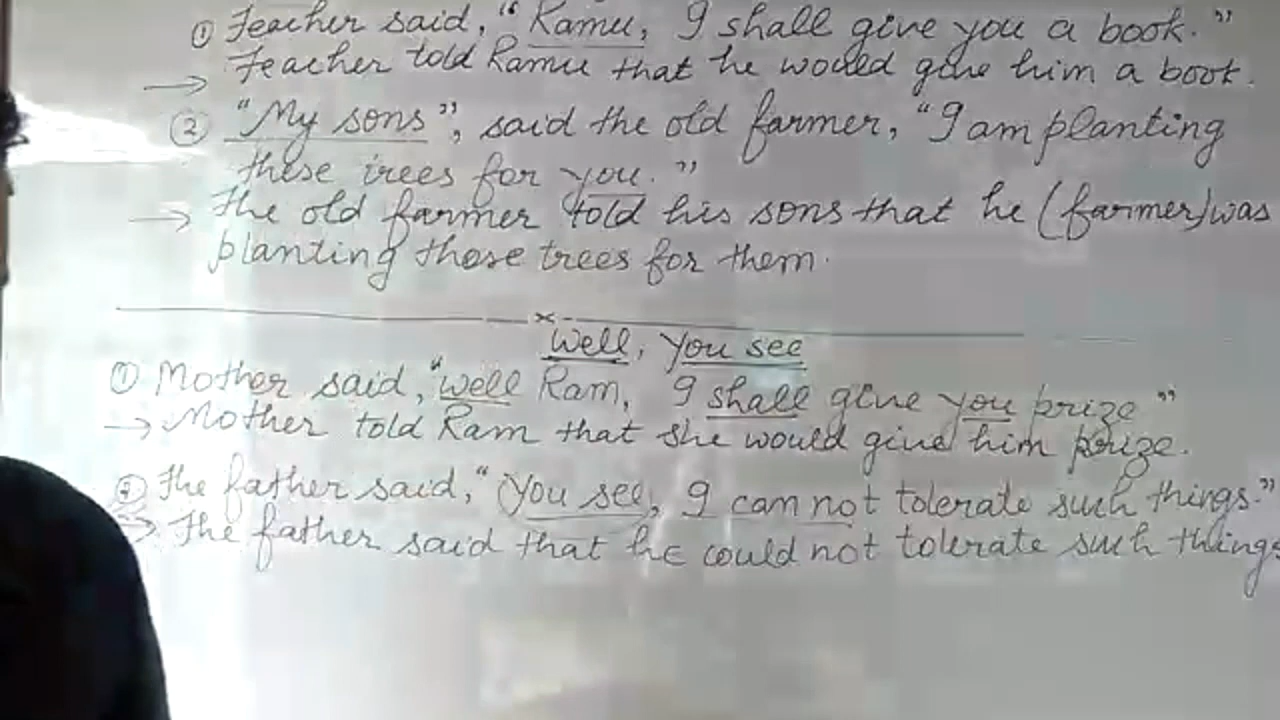 ① Teacher said, "Ramu, I shall give you a book."
→ Teacher told Ramu that he would give him a book.
② "My sons", said the old farmer, "I am planting
these trees for you."
→ The old farmer told his sons that he (farmer) was
planting those trees for them.
×
Well, You see
① Mother said, "well Ram, I shall give you prize"
→ Mother told Ram that she would give him prize.
② The father said, "You see, I can not tolerate such things."
→ The father said that he could not tolerate such things